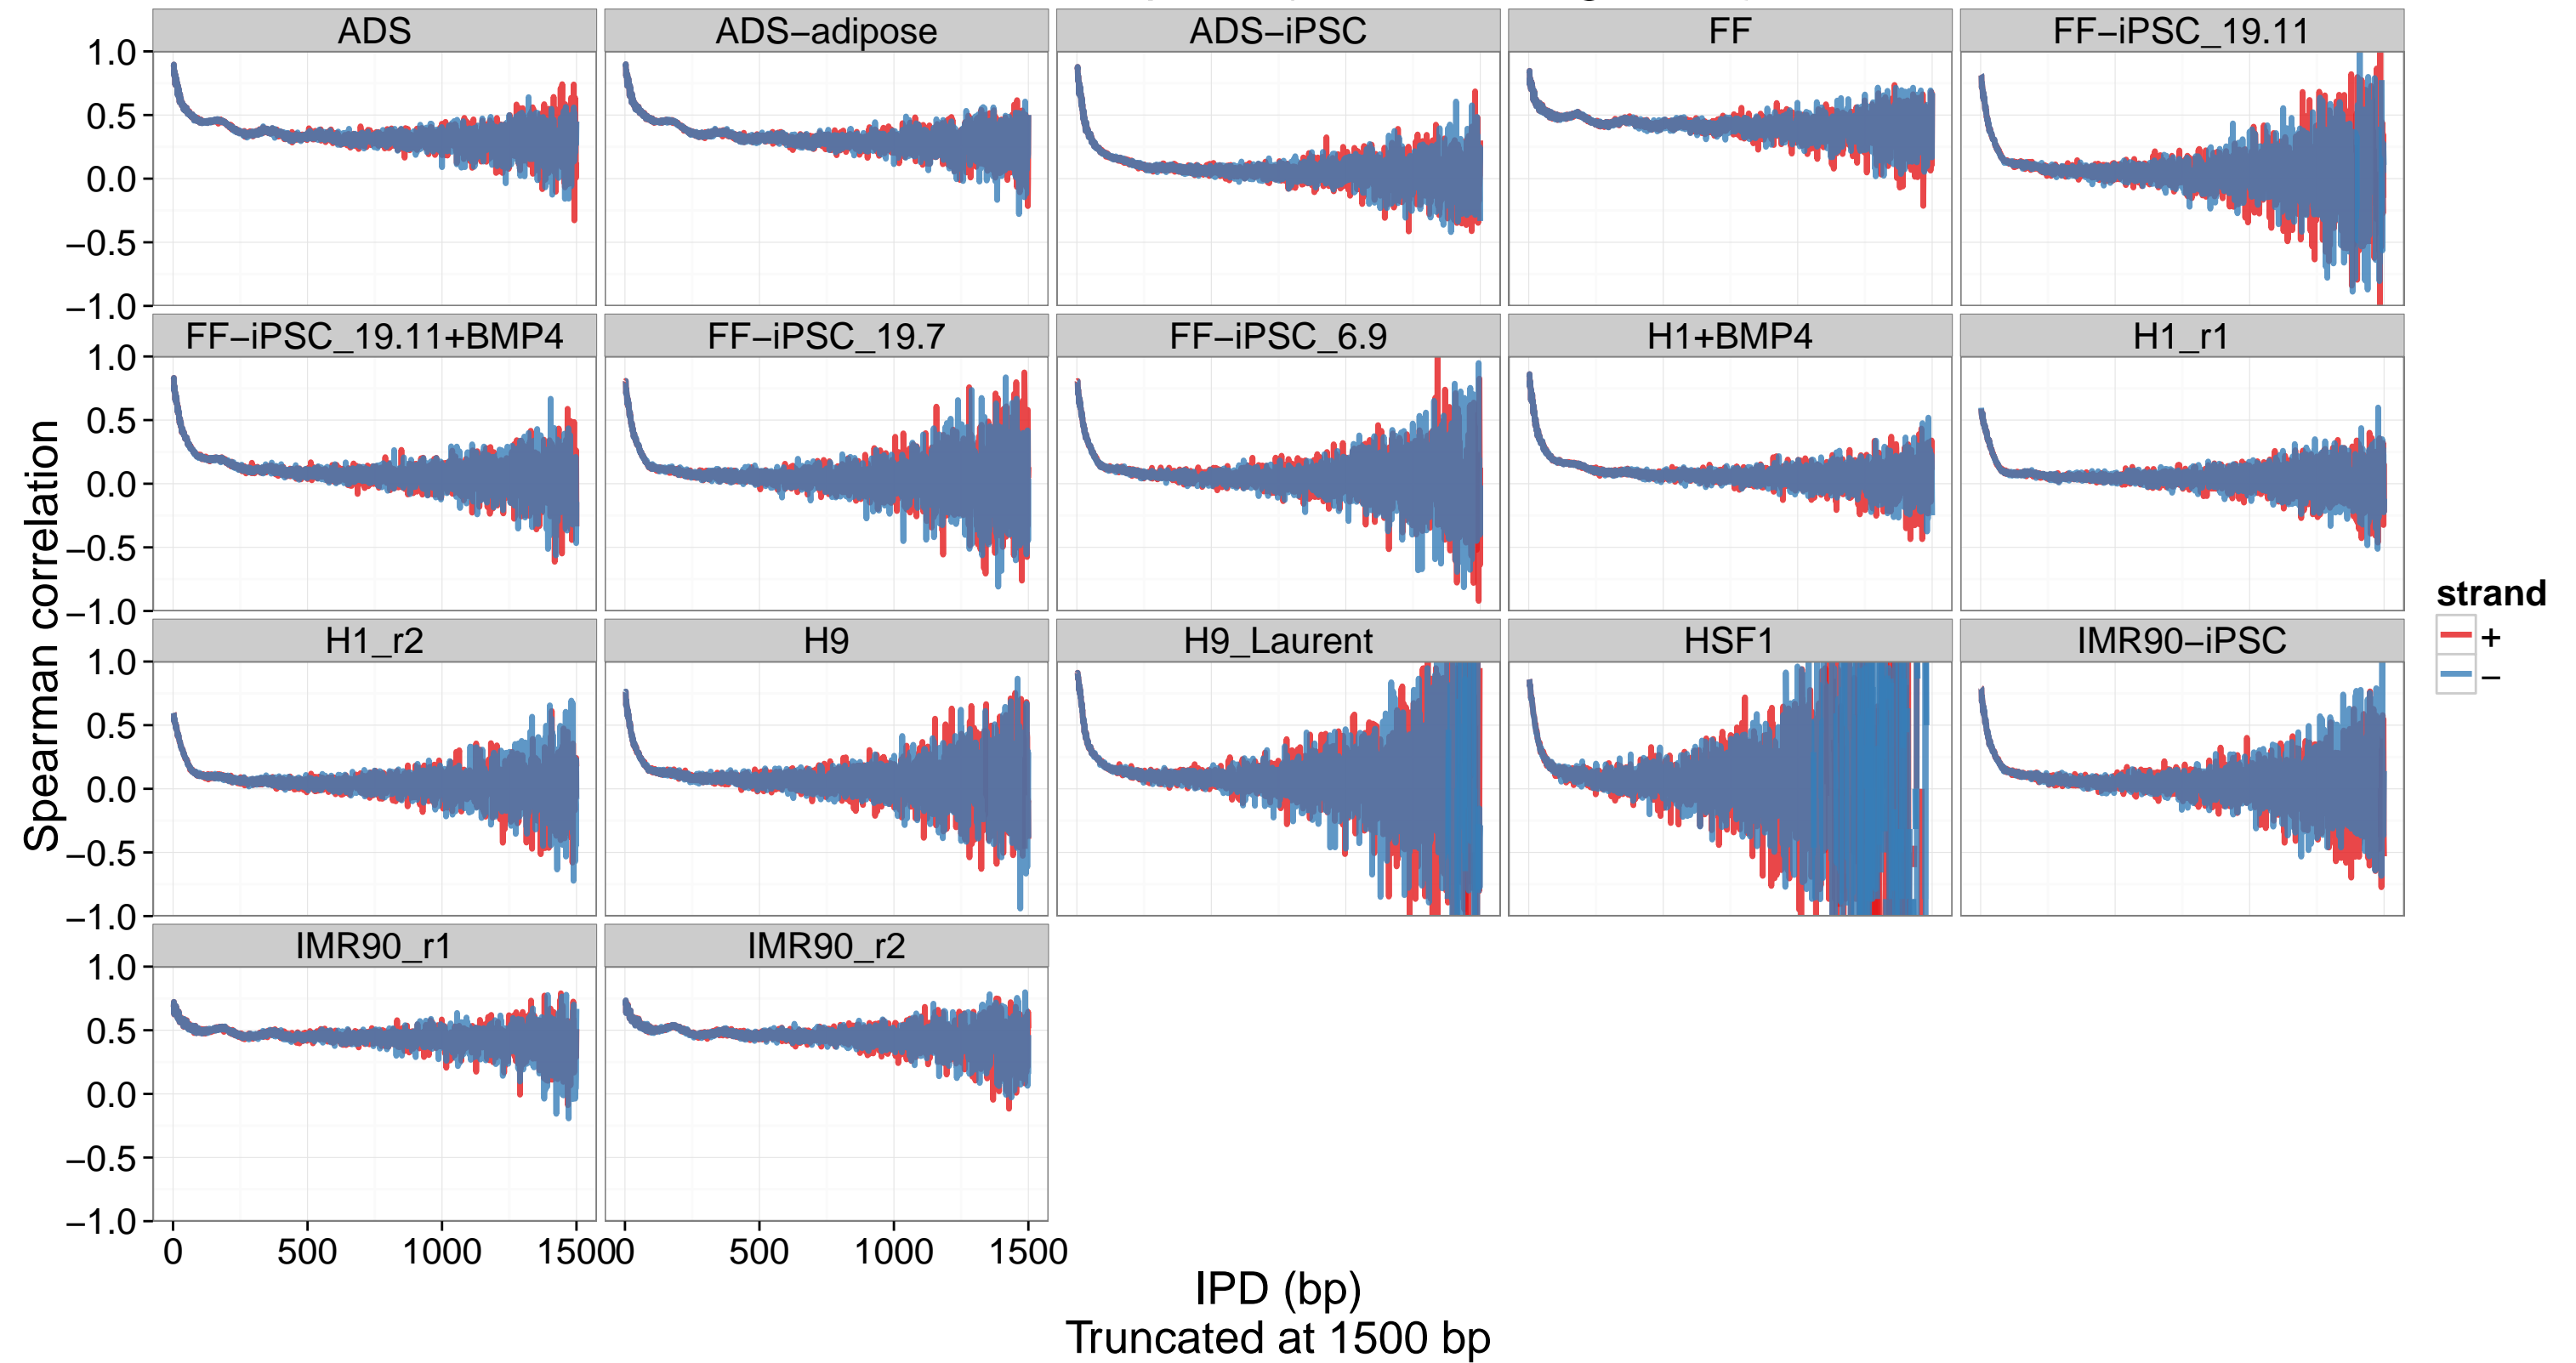 ADS ADS−adipose ADS−iPSC FF FF−iPSC_19.11
1.0
0.5
0.0
−0.5
−1.0
FF−iPSC_19.11+BMP4 FF−iPSC_19.7 FF−iPSC_6.9 H1+BMP4 H1_r1
1.0
0.5
0.0
−0.5
−1.0
H1_r2 H9 H9_Laurent HSF1 IMR90−iPSC
1.0
0.5
0.0
−0.5
−1.0
IMR90_r1 IMR90_r2
1.0
0.5
0.0
−0.5
−1.0
0 500 1000 1500 0 500 1000 1500
Spearman correlation
IPD (bp)
Truncated at 1500 bp
strand
+
−